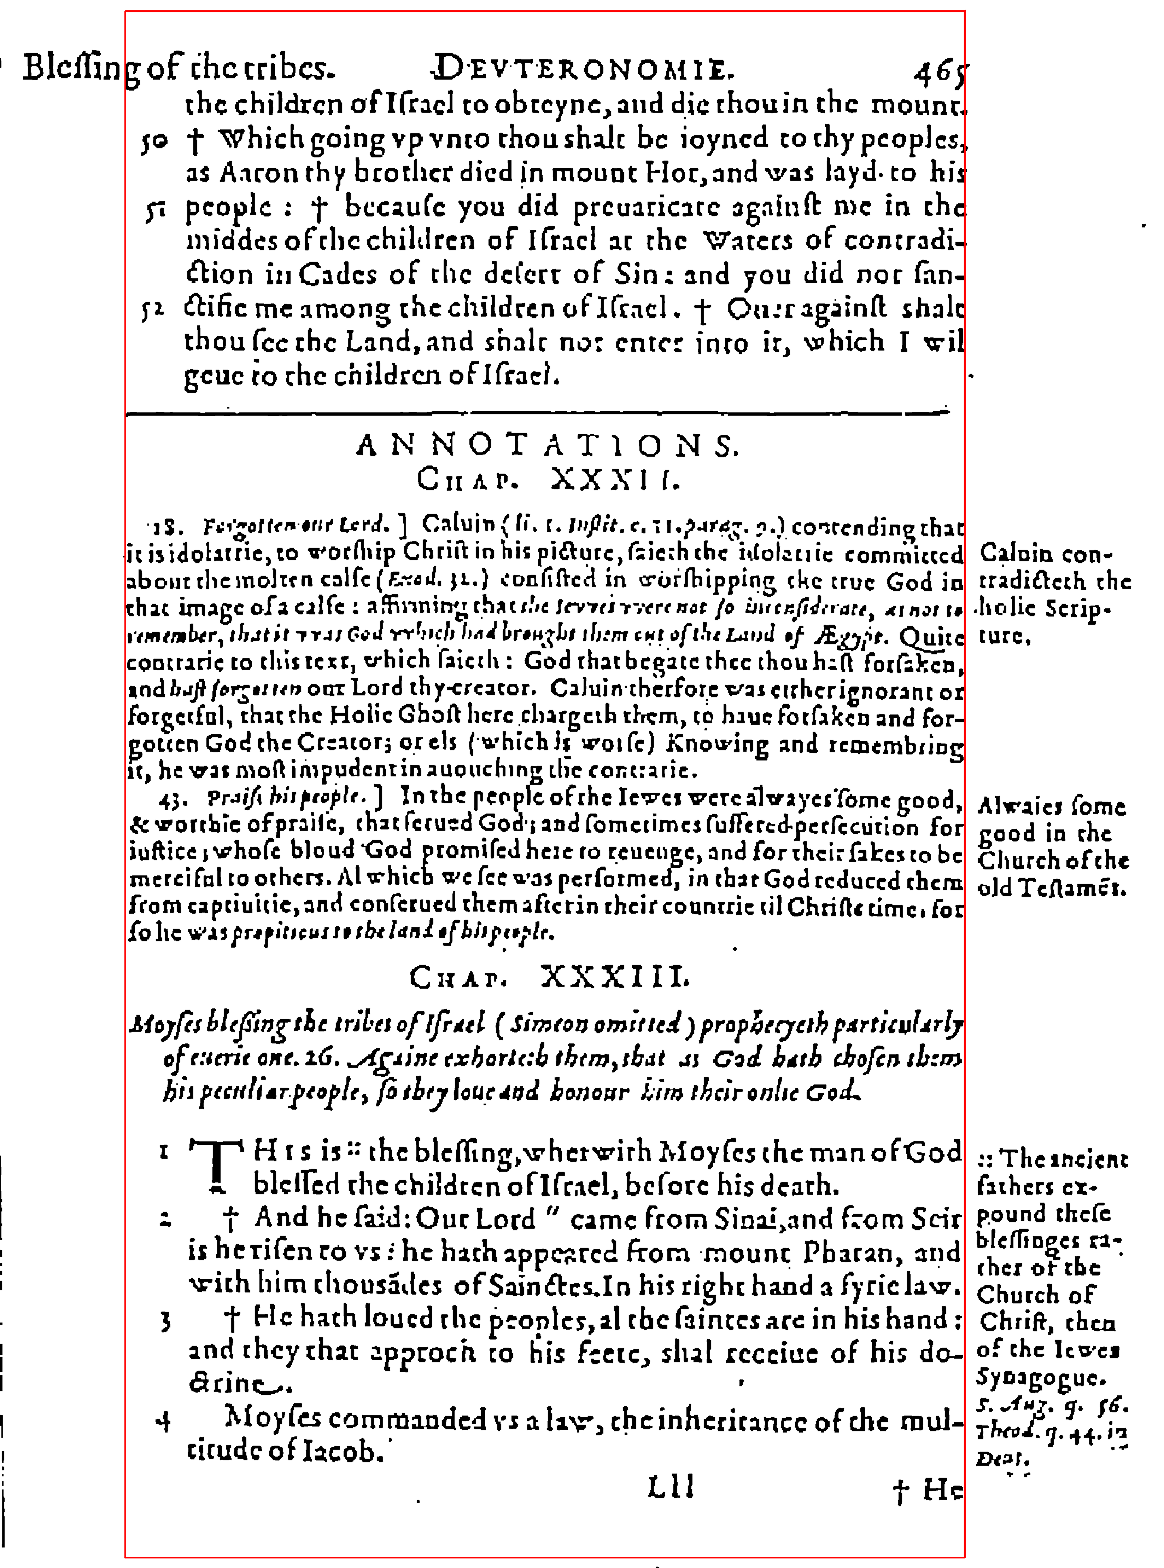 Bleſſing of the tribes. DEVTERONOMIE. 465
the children of Iſrael to obteyne, and die thou in the mount.
50 † Which going vp vnto thou shalt be ioyned to thy peoples,
as Aaron thy brother died in mount Hor, and was layd to his
51 people : † becauſe you did preuaricate againſt me in the
middes of the children of Iſrael at the Waters of contradi-
ction in Cades of the deſert of Sin : and you did not ſan-
52 ctifie me among the children of Iſrael. † Ouer againſt shalt
thou ſee the Land, and shalt not enter into it, which I wil
geue to the children of Iſrael.
ANNOTATIONS.
CHAP. XXXII.
18. Forgotten our Lord. ] Caluin (li. 1. Inſtit. c. 11. parag. 9.) contending that
it is idolatrie, to worſhip Chriſt in his picture, ſaieth the idolatrie committed
about the molten calfe (Exod. 32.) conſiſted in worſhipping the true God in
that image of a calfe : affirming that the Iewes were not ſo inconſiderate, as not to
remember, that it was God which had brought them out of the Land of Ægypt. Quite
contrarie to this text, which ſaieth : God that begate thee thou haſt forſaken,
and haſt forgotten our Lord thy creator. Caluin therfore was either ignorant or
forgetful, that the Holie Ghoſt here chargeth them, to haue forſaken and for-
gotten God the Creator; or els (which is worſe) Knowing and remembring
it, he was moſt impudent in auouching the contrarie.
43. Praiſe his people. ] In the people of the Iewes were alwayes ſome good,
& worthie of praiſe, that ſerued God; and ſometimes ſuffered perſecution for
iuſtice; whoſe bloud God promiſed here to reuenge, and for their ſakes to be
merciful to others. Al which we ſee was performed, in that God reduced them
from captiuitie, and conſerued them after in their countrie til Chriſts time. for
ſo he was propitious to the land of his people.
Caluin con-
tradicteth the
holie Scrip-
ture.
Alwaies ſome
good in the
Church of the
old Teſtamẽt.
CHAP. XXXIII.
Moyſes bleſſing the tribes of Iſrael (Simeon omitted) prophecyeth particularly
of euerie one. 26. Againe exhorteth them, that as God hath choſen them
his peculiar people, ſo they loue and honour him their onlie God.
1 THIS is :: the bleſſing, wherwith Moyſes the man of God
bleſſed the children of Iſrael, before his death.
2 † And he ſaid: Our Lord " came from Sinai, and from Seir
is he riſen to vs : he hath appeared from mount Pharan, and
with him thouſãdes of Sainctes. In his right hand a fyrie law.
3 † He hath loued the peoples, al the ſaintes are in his hand :
and they that approch to his feete, shal receiue of his do-
ctrine.
4 Moyſes commanded vs a law, the inheritance of the mul-
titude of Iacob.
:: The ancient
fathers ex-
pound theſe
bleſſinges ra-
ther of the
Church of
Chriſt, then
of the Iewes
Synagogue.
S. Aug. q. 56.
Theod. q. 44. in
Deut.
Lll † He